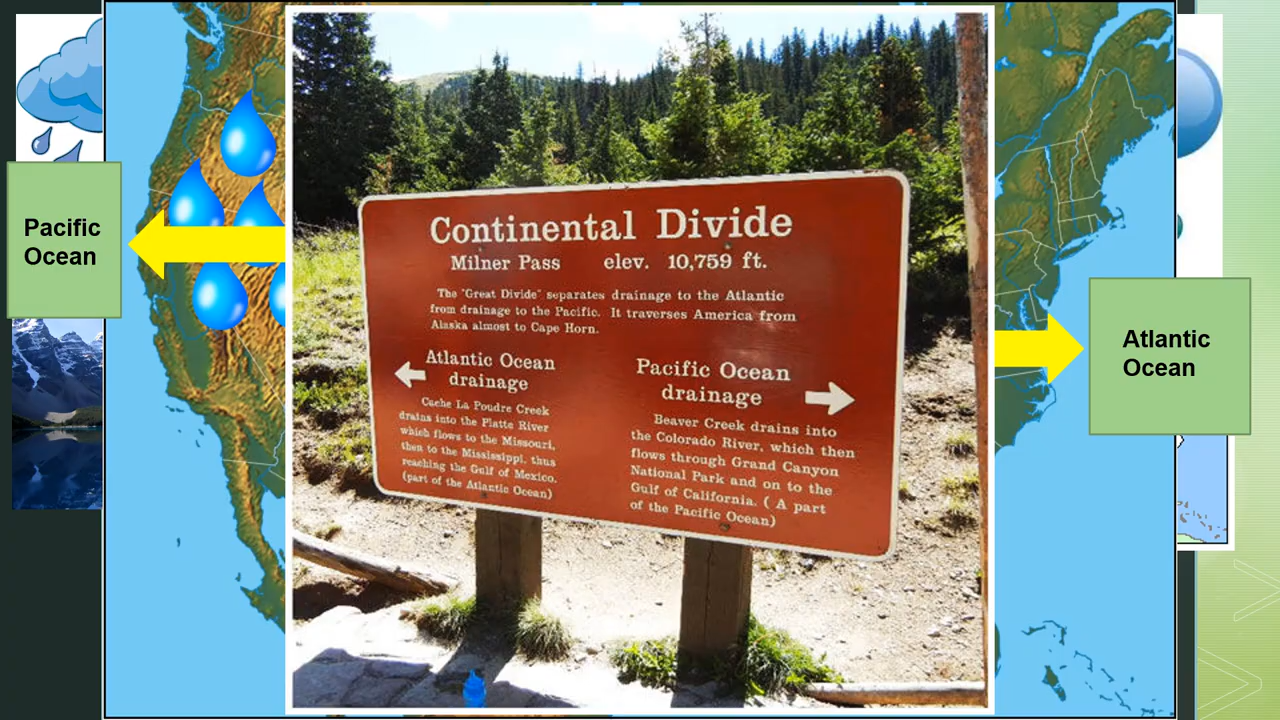 Pacific
Ocean
Continental Divide
Milner Pass elev. 10,759 ft.
The "Great Divide" separates drainage to the Atlantic
from drainage to the Pacific. It traverses America from
Alaska almost to Cape Horn.
Atlantic Ocean
drainage
Cache La Poudre Creek
drains into the Platte River
which flows to the Missouri,
then to the Mississippi, thus
reaching the Gulf of Mexico.
(part of the Atlantic Ocean)
Pacific Ocean
drainage
Beaver Creek drains into
the Colorado River, which then
flows through Grand Canyon
National Park and on to the
Gulf of California. ( A part
of the Pacific Ocean)
Atlantic
Ocean